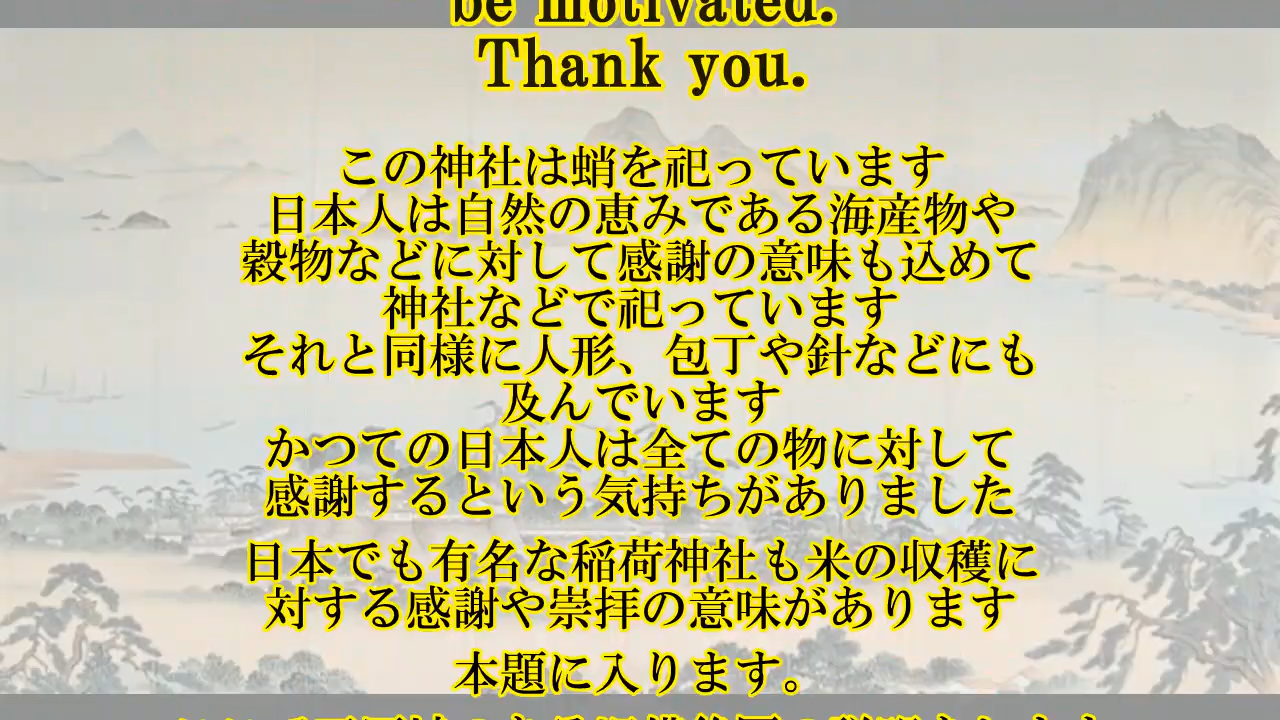 be motivated.
Thank you.
この神社は蛸を祀っています
日本人は自然の恵みである海産物や
穀物などに対して感謝の意味も込めて
神社などで祀っています
それと同様に人形、包丁や針などにも
及んでいます
かつての日本人は全ての物に対して
感謝するという気持ちがありました
日本でも有名な稲荷神社も米の収穫に
対する感謝や崇拝の意味があります
本題に入ります。